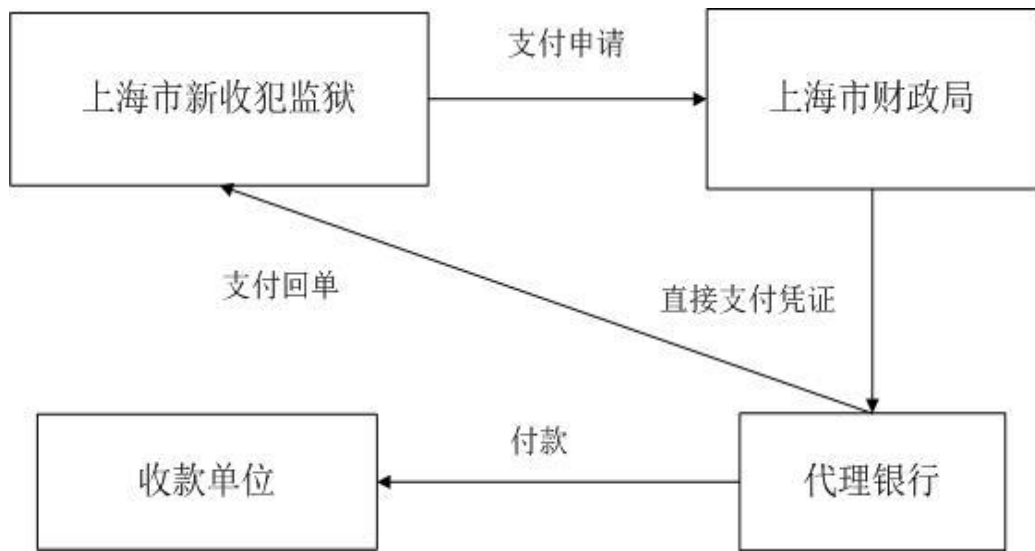 支付申请
上海市新收犯监狱
上海市财政局
支付回单
直接支付凭证
付款
收款单位
代理银行